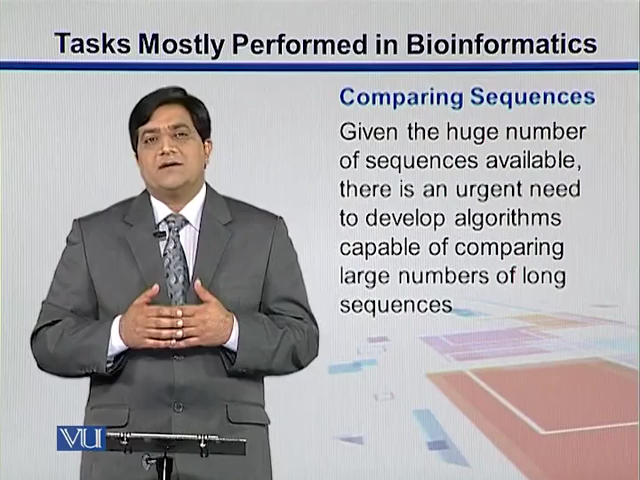 Tasks Mostly Performed in Bioinformatics
Comparing Sequences
Given the huge number
of sequences available,
there is an urgent need
to develop algorithms
capable of comparing
large numbers of long
sequences
VU